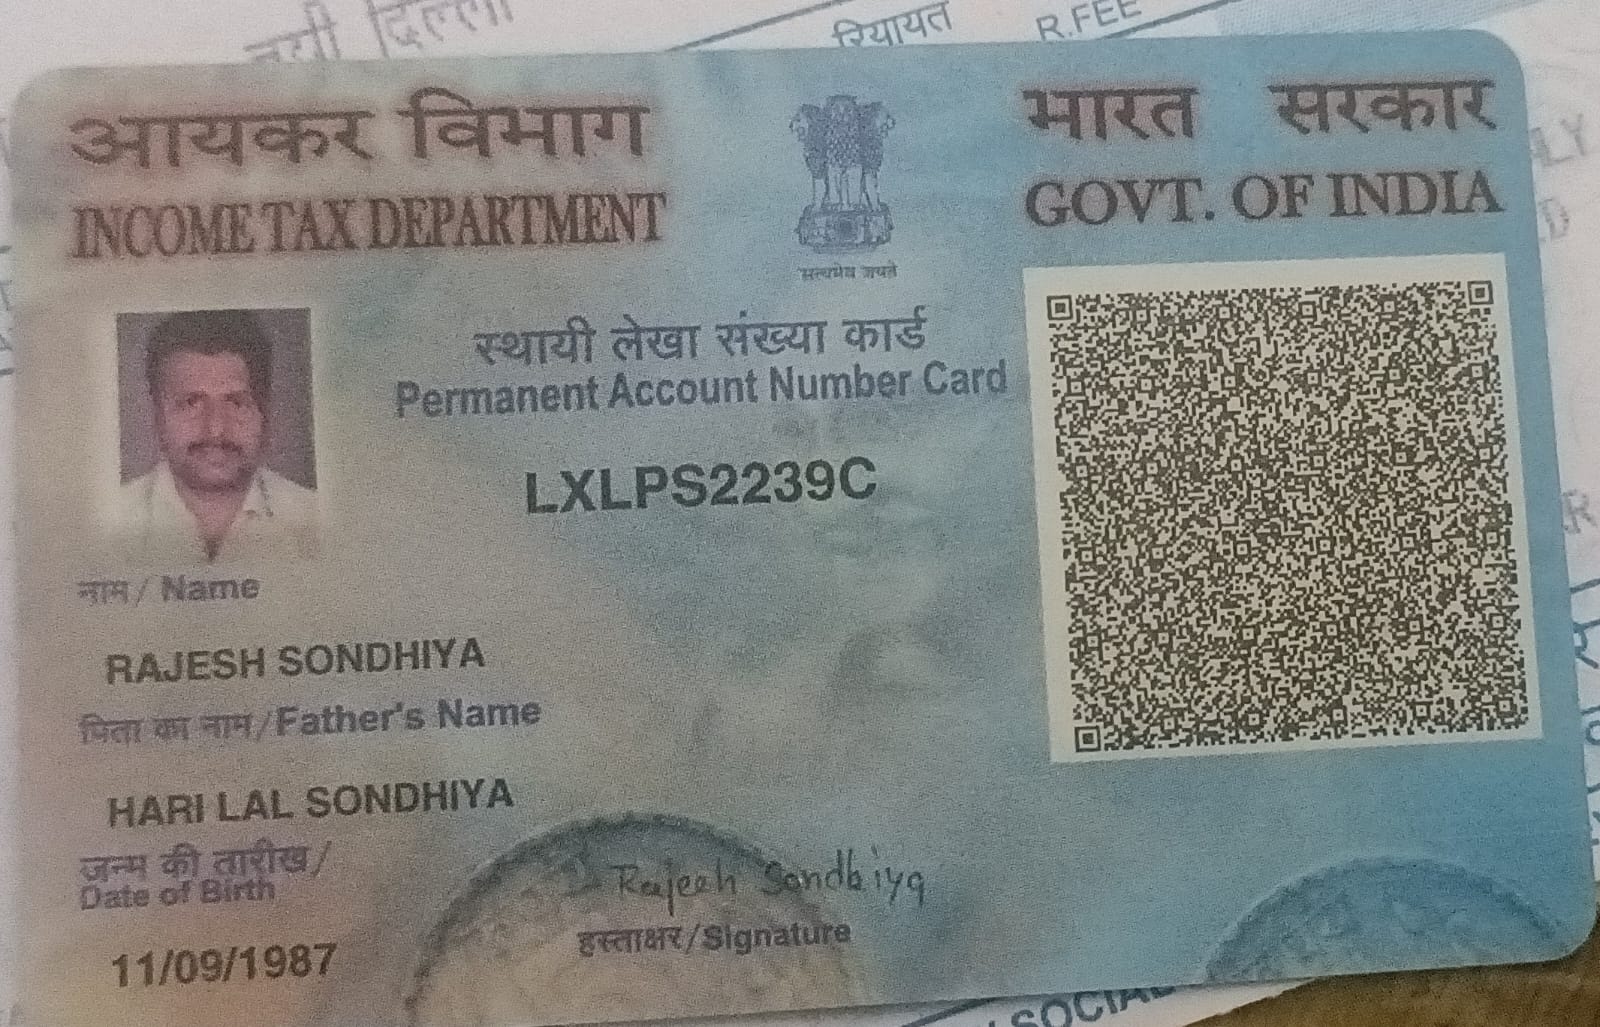 नयी दिल्ली
रियायत
R.FEE
आयकर विभाग
INCOME TAX DEPARTMENT
सत्यमेव जयते
भारत सरकार
GOVT. OF INDIA
स्थायी लेखा संख्या कार्ड
Permanent Account Number Card
LXLPS2239C
नाम / Name
RAJESH SONDHIYA
पिता का नाम / Father's Name
HARI LAL SONDHIYA
जन्म की तारीख /
Date of Birth
11/09/1987
Rajesh Sondhiya
हस्ताक्षर / Signature
SOCIAL